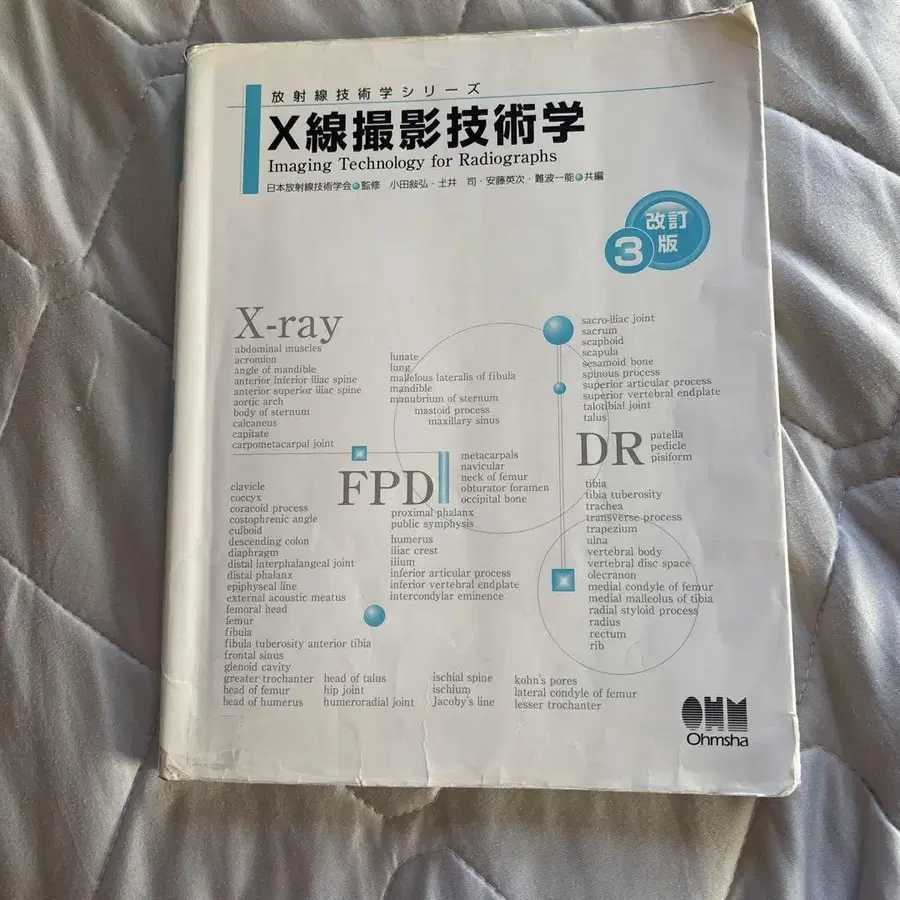 放射線技術学シリーズ
X線撮影技術学
Imaging Technology for Radiographs
日本放射線技術学会●監修 小田敍弘・土井 司・安藤英次・難波一能●共編
改訂
3版
X-ray
abdominal muscles
acromion
angle of mandible
anterior inferior iliac spine
anterior superior iliac spine
aortic arch
body of sternum
calcaneus
capitate
carpometacarpal joint
lunate
lung
mallelous lateralis of fibula
mandible
manubrium of sternum
mastoid process
maxillary sinus
sacro-iliac joint
sacrum
scaphoid
scapula
sesamoid bone
spinous process
superior articular process
superior vertebral endplate
talotibial joint
talus
DR
patella
pedicle
pisiform
FPD
metacarpals
navicular
neck of femur
obturator foramen
occipital bone
proximal phalanx
public symphysis
clavicle
coccyx
coracoid process
costophrenic angle
cuiboid
descending colon
diaphragm
distal interphalangeal joint
distal phalanx
epiphyseal line
external acoustic meatus
femoral head
femur
fibula
fibula tuberosity anterior tibia
frontal sinus
glenoid cavity
greater trochanter
head of femur
head of humerus
humerus
iliac crest
ilium
inferior articular process
inferior vertebral endplate
intercondylar eminence
tibia
tibia tuberosity
trachea
transverse process
trapezium
ulna
vertebral body
vertebral disc space
olecranon
medial condyle of femur
medial malleolus of tibia
radial styloid process
radius
rectum
rib
head of talus
hip joint
humeroradial joint
ischial spine
ischium
Jacoby's line
kohn's pores
lateral condyle of femur
lesser trochanter
OHM
Ohmsha